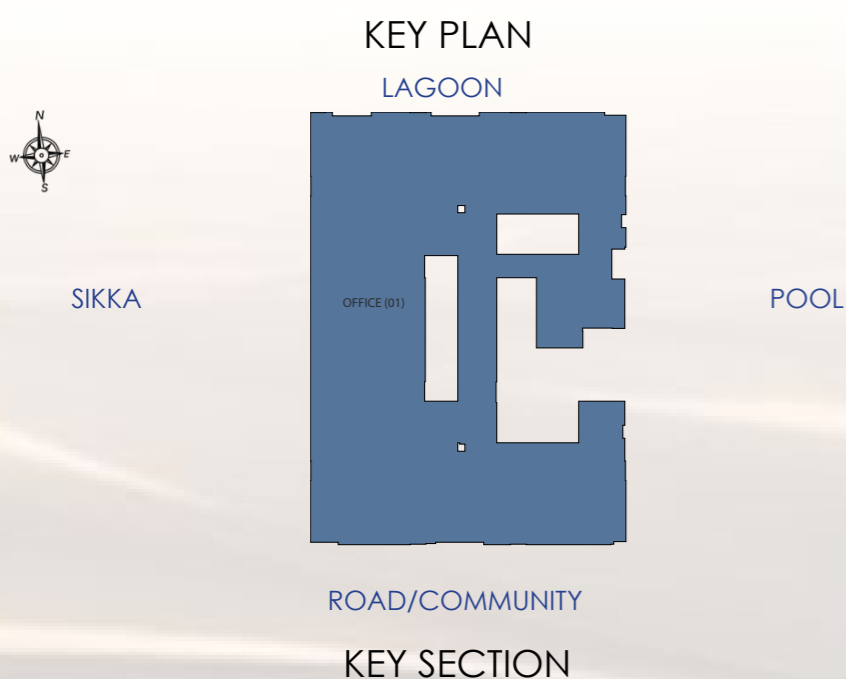 KEY PLAN
LAGOON
N
W E
S
SIKKA
OFFICE (01)
POOL
ROAD/COMMUNITY
KEY SECTION